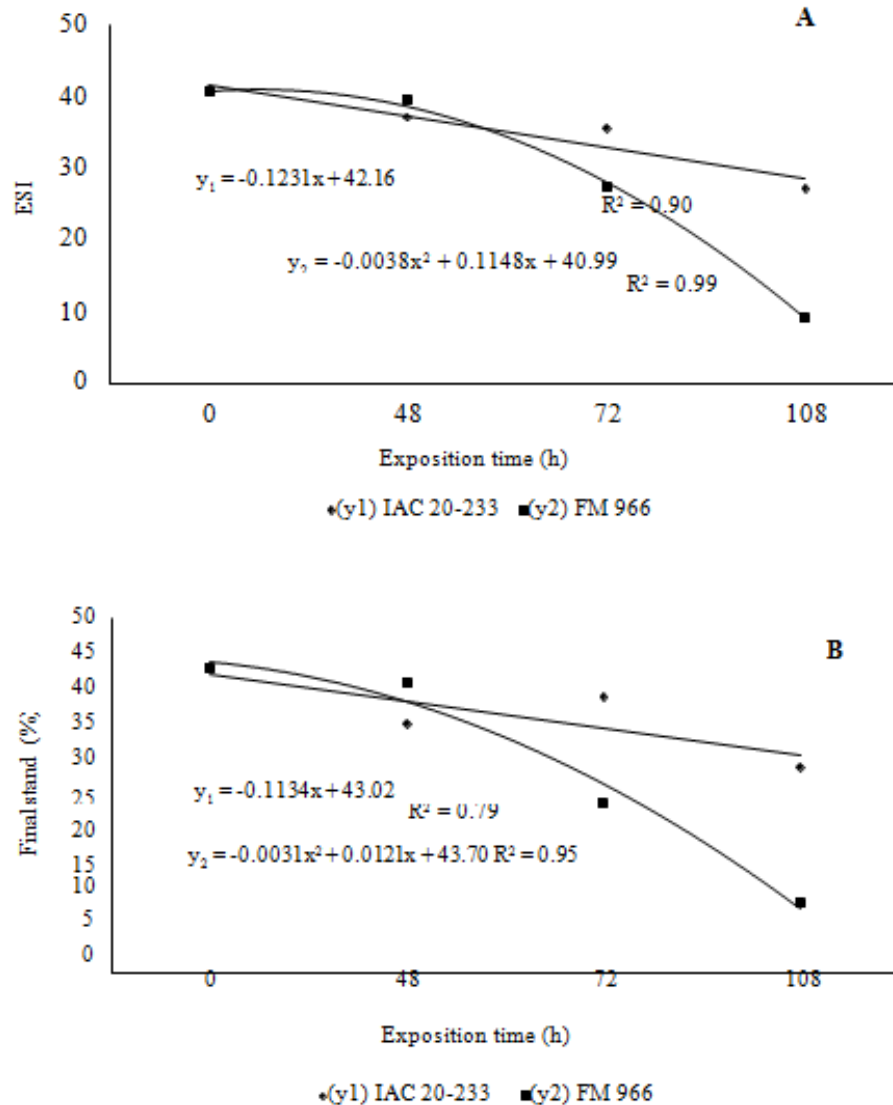 50
A
40
30
20
10
0
ESI
y₁ = -0.1231x + 42.16
R² = 0.90
y₂ = -0.0038x² + 0.1148x + 40.99
R² = 0.99
0 48 72 108
Exposition time (h)
(y1) IAC 20-233 (y2) FM 966
50
45
B
40
35
30
25
20
15
10
5
0
Final stand (%)
y₁ = -0.1134x + 43.02
R² = 0.79
y₂ = -0.0031x² + 0.0121x + 43.70 R² = 0.95
0 48 72 108
Exposition time (h)
(y1) IAC 20-233 (y2) FM 966